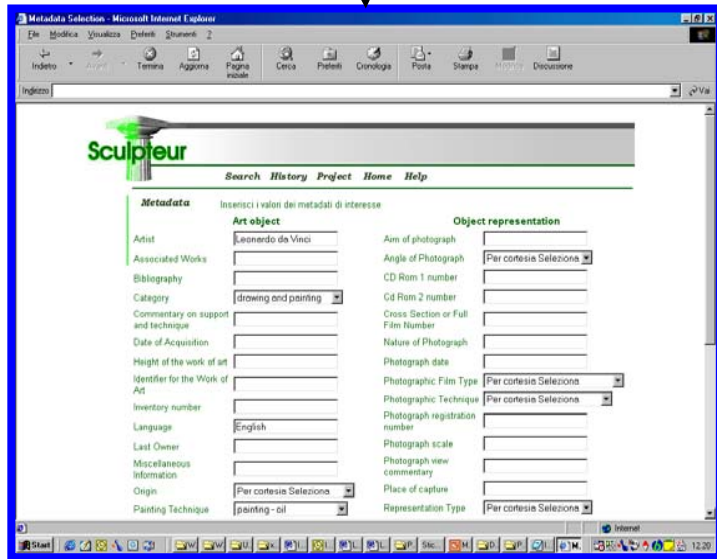 Metadata Selection - Microsoft Internet Explorer
File Modifica Visualizza Preferiti Strumenti ?
Indietro Avanti Termina Aggiorna Pagina iniziale Cerca Preferiti Cronologia Posta Stampa Discussione
Indirizzo Vai
Sculpteur
Search History Project Home Help
Metadata Inserisci i valori dei metadati di interesse
Art object Object representation
Artist Leonardo da Vinci Aim of photograph
Associated Works Angle of Photograph Per cortesia Seleziona
Bibliography CD Rom 1 number
Category drawing and painting Cd Rom 2 number
Commentary on support and technique Cross Section or Full Film Number
Date of Acquisition Nature of Photograph
Height of the work of art Photograph date
Identifier for the Work of Art Photographic Film Type Per cortesia Seleziona
Inventory number Photographic Technique Per cortesia Seleziona
Language English Photograph registration number
Last Owner Photograph scale
Miscellaneous Information Photograph view commentary
Origin Per cortesia Seleziona Place of capture
Painting Technique painting - oil Representation Type Per cortesia Seleziona
Internet
Start 12.20